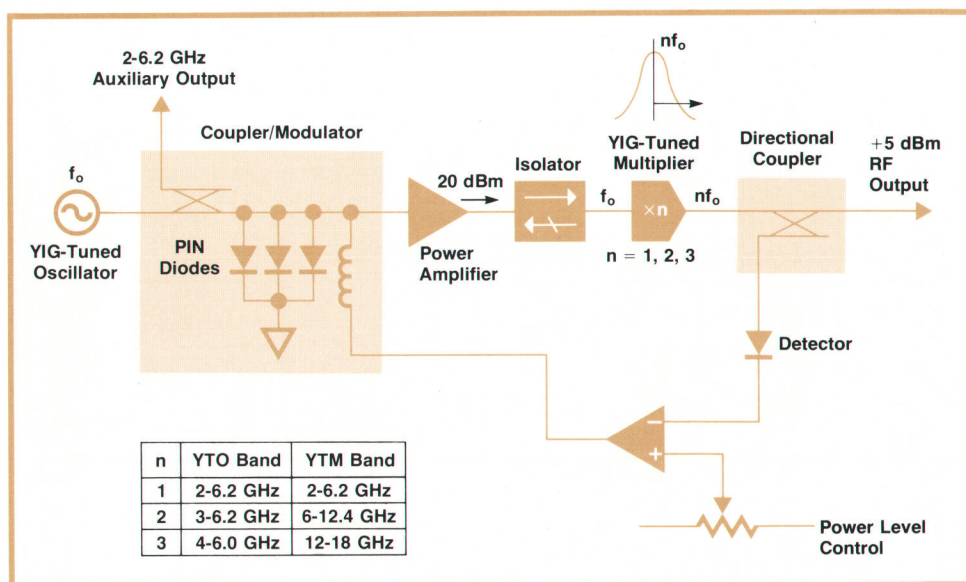 2-6.2 GHz
Auxiliary Output
Coupler/Modulator
fo
YIG-Tuned
Oscillator
PIN
Diodes
20 dBm
Power
Amplifier
Isolator
fo
nfo
YIG-Tuned
Multiplier
×n
nfo
n = 1, 2, 3
Directional
Coupler
+5 dBm
RF
Output
Detector
−
+
Power Level
Control
n YTO Band YTM Band
1 2-6.2 GHz 2-6.2 GHz
2 3-6.2 GHz 6-12.4 GHz
3 4-6.0 GHz 12-18 GHz